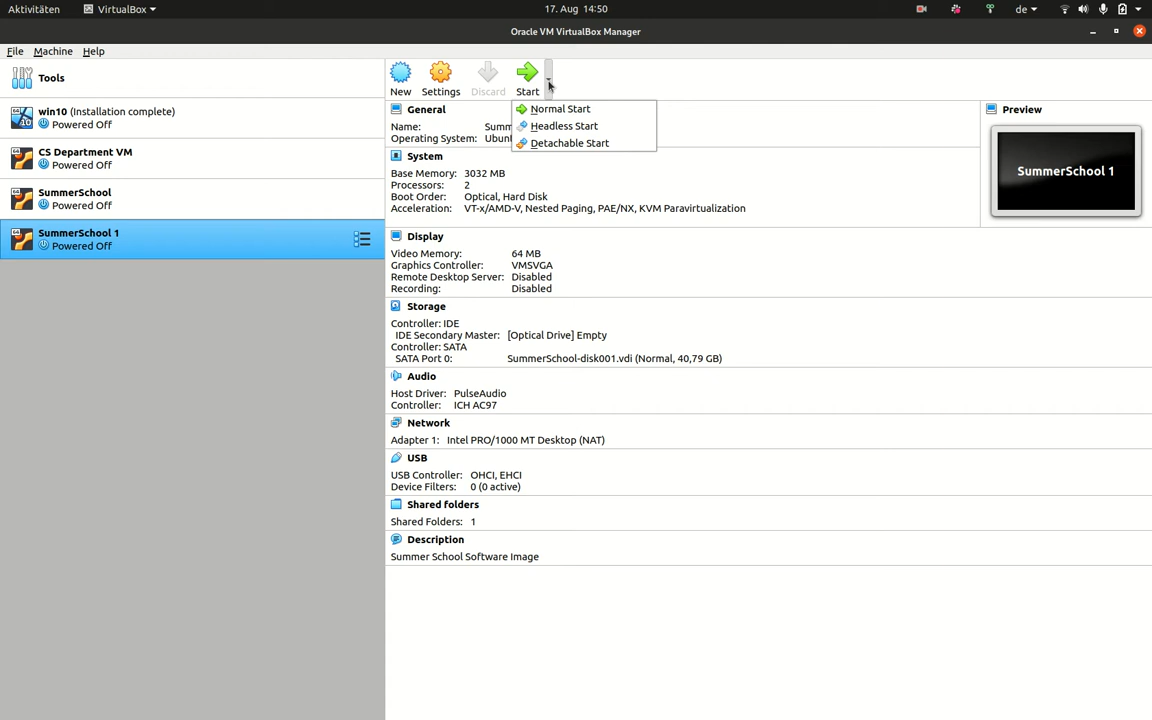 Aktivitäten VirtualBox 17. Aug 14:50 de
Oracle VM VirtualBox Manager
File Machine Help
Tools
win10 (Installation complete)
Powered Off
CS Department VM
Powered Off
SummerSchool
Powered Off
SummerSchool 1
Powered Off
New Settings Discard Start
Normal Start
Headless Start
Detachable Start
General
Name: Summ
Operating System: Ubunt
System
Base Memory: 3032 MB
Processors: 2
Boot Order: Optical, Hard Disk
Acceleration: VT-x/AMD-V, Nested Paging, PAE/NX, KVM Paravirtualization
Preview
SummerSchool 1
Display
Video Memory: 64 MB
Graphics Controller: VMSVGA
Remote Desktop Server: Disabled
Recording: Disabled
Storage
Controller: IDE
IDE Secondary Master: [Optical Drive] Empty
Controller: SATA
SATA Port 0: SummerSchool-disk001.vdi (Normal, 40,79 GB)
Audio
Host Driver: PulseAudio
Controller: ICH AC97
Network
Adapter 1: Intel PRO/1000 MT Desktop (NAT)
USB
USB Controller: OHCI, EHCI
Device Filters: 0 (0 active)
Shared folders
Shared Folders: 1
Description
Summer School Software Image